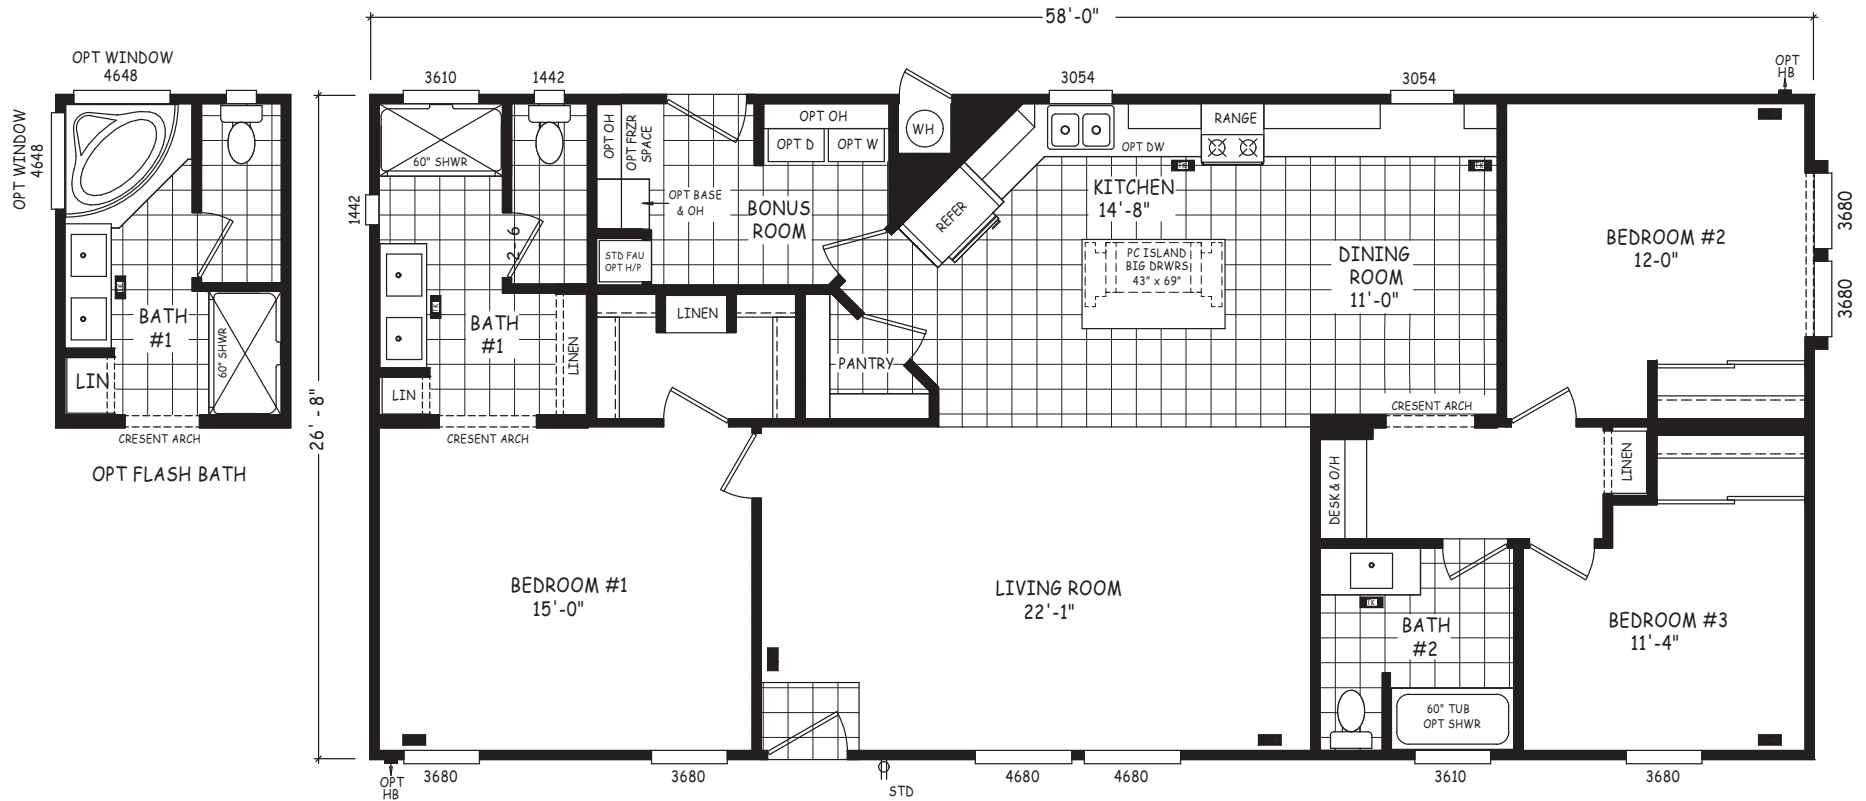 58'-0"
OPT WINDOW
4648
OPT WINDOW
4648
BATH
#1
60" SHWR
LIN
CRESENT ARCH
OPT FLASH BATH
26' - 8"
3610
1442
3054
3054
OPT
HB
60" SHWR
1442
2-6
BATH
#1
LINEN
LIN
CRESENT ARCH
OPT OH
OPT FRZR
SPACE
OPT BASE
& OH
STD FAU
OPT H/P
OPT OH
OPT D
OPT W
BONUS
ROOM
WH
LINEN
PANTRY
REFER
OPT DW
RANGE
KITCHEN
14'-8"
PC ISLAND
BIG DRWRS
43" x 69"
DINING
ROOM
11'-0"
CRESENT ARCH
BEDROOM #2
12-0"
3680
3680
LINEN
DESK & O/H
BEDROOM #1
15'-0"
LIVING ROOM
22'-1"
BATH
#2
60" TUB
OPT SHWR
BEDROOM #3
11'-4"
OPT
HB
3680
3680
STD
4680
4680
3610
3680